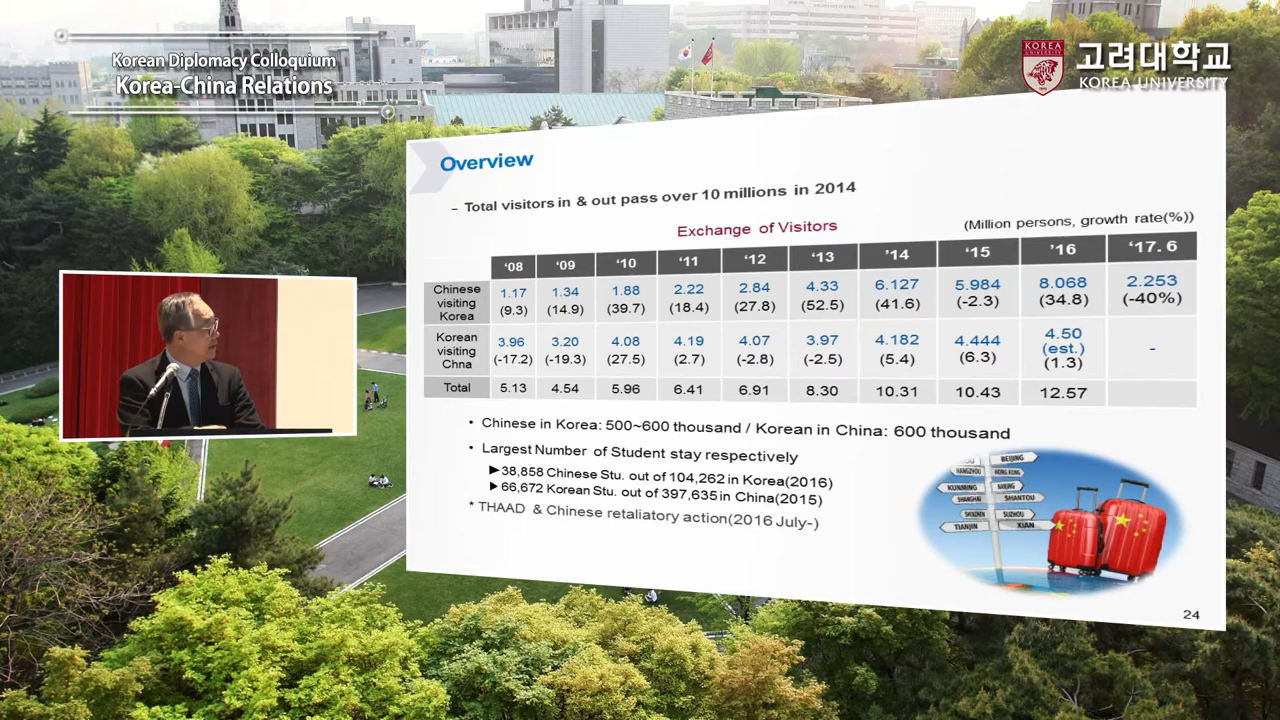 Korean Diplomacy Colloquium
Korea-China Relations
KOREA
UNIVERSITY
고려대학교
KOREA UNIVERSITY
Overview
– Total visitors in & out pass over 10 millions in 2014
Exchange of Visitors
(Million persons, growth rate(%))
‘08 ‘09 ‘10 ‘11 ‘12 ‘13 ’14 ‘15 ’16 ‘17. 6
Chinese visiting Korea 1.17 (9.3) 1.34 (14.9) 1.88 (39.7) 2.22 (18.4) 2.84 (27.8) 4.33 (52.5) 6.127 (41.6) 5.984 (-2.3) 8.068 (34.8) 2.253 (-40%)
Korean visiting Chna 3.96 (-17.2) 3.20 (-19.3) 4.08 (27.5) 4.19 (2.7) 4.07 (-2.8) 3.97 (-2.5) 4.182 (5.4) 4.444 (6.3) 4.50 (est.) (1.3) -
Total 5.13 4.54 5.96 6.41 6.91 8.30 10.31 10.43 12.57
• Chinese in Korea: 500~600 thousand / Korean in China: 600 thousand
• Largest Number of Student stay respectively
▶38,858 Chinese Stu. out of 104,262 in Korea(2016)
▶66,672 Korean Stu. out of 397,635 in China(2015)
* THAAD & Chinese retaliatory action(2016 July-)
BEIJING
HANGZHOU
HONG KONG
KUNMING
SHANGHAI
SHANTOU
SHENZHEN
SUZHOU
TIANJIN
XIAN
24